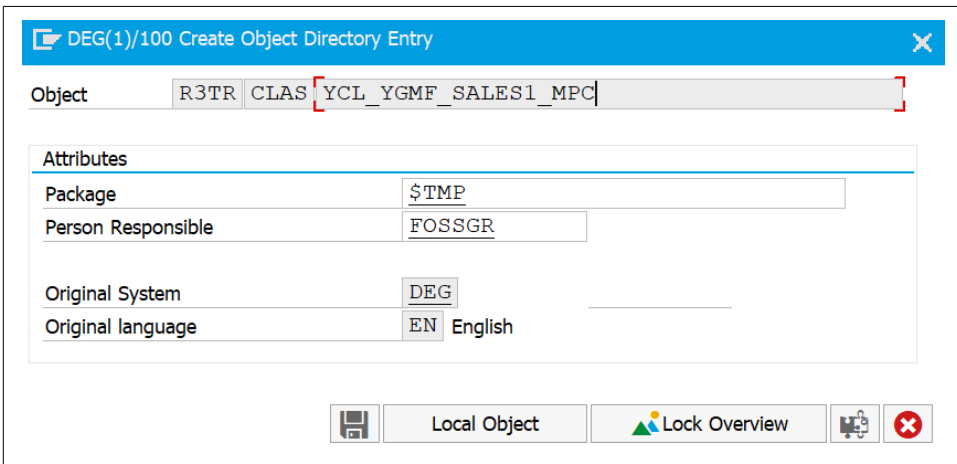 DEG(1)/100 Create Object Directory Entry
Object R3TR CLAS YCL_YGMF_SALES1_MPC
Attributes
Package $TMP
Person Responsible FOSSGR
Original System DEG
Original language EN English
Local Object Lock Overview